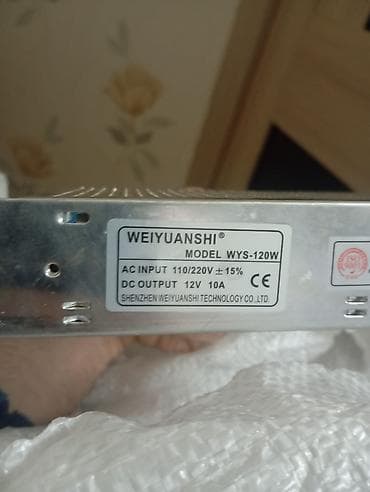 WEIYUANSHI®
MODEL WYS-120W
AC INPUT 110/220V ± 15%
DC OUTPUT 12V 10A
CE
SHENZHEN WEIYUANSHI TECHNOLOGY CO.,LTD.